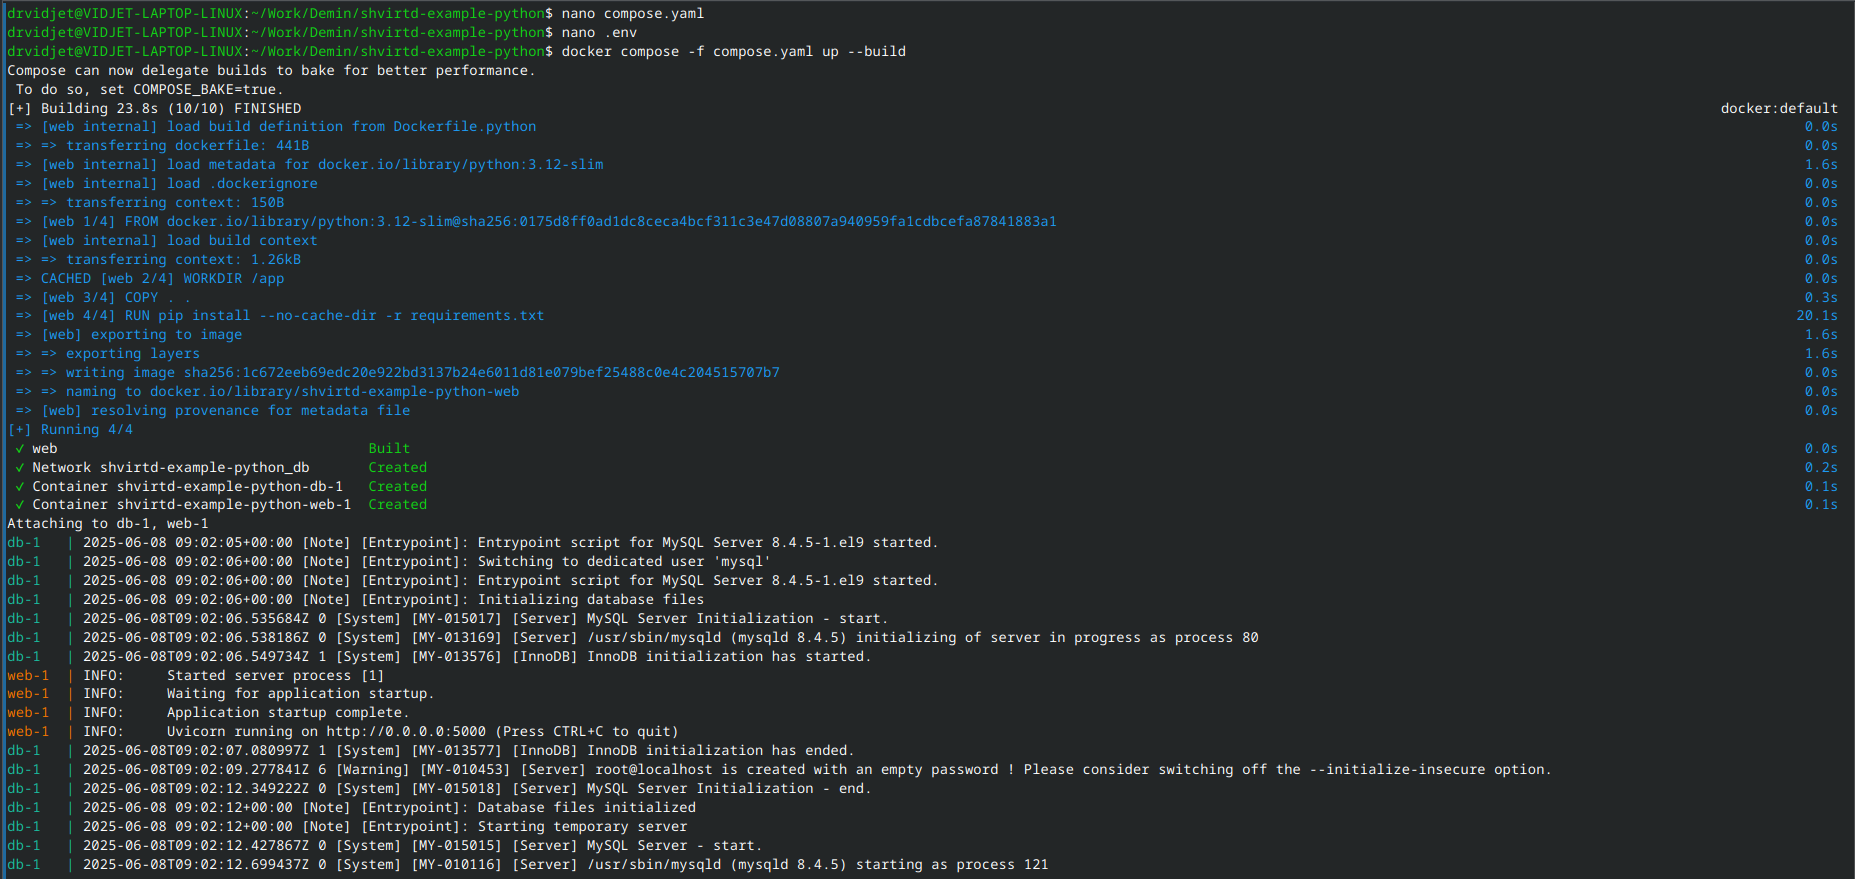 drvidjet@VIDJET-LAPTOP-LINUX:~/Work/Demin/shvirtd-example-python$ nano compose.yaml
drvidjet@VIDJET-LAPTOP-LINUX:~/Work/Demin/shvirtd-example-python$ nano .env
drvidjet@VIDJET-LAPTOP-LINUX:~/Work/Demin/shvirtd-example-python$ docker compose -f compose.yaml up --build
Compose can now delegate builds to bake for better performance.
 To do so, set COMPOSE_BAKE=true.
[+] Building 23.8s (10/10) FINISHED docker:default
 => [web internal] load build definition from Dockerfile.python 0.0s
 => => transferring dockerfile: 441B 0.0s
 => [web internal] load metadata for docker.io/library/python:3.12-slim 1.6s
 => [web internal] load .dockerignore 0.0s
 => => transferring context: 150B 0.0s
 => [web 1/4] FROM docker.io/library/python:3.12-slim@sha256:0175d8ff0ad1dc8ceca4bcf311c3e47d08807a940959fa1cdbcefa87841883a1 0.0s
 => [web internal] load build context 0.0s
 => => transferring context: 1.26kB 0.0s
 => CACHED [web 2/4] WORKDIR /app 0.0s
 => [web 3/4] COPY . . 0.3s
 => [web 4/4] RUN pip install --no-cache-dir -r requirements.txt 20.1s
 => [web] exporting to image 1.6s
 => => exporting layers 1.6s
 => => writing image sha256:1c672eeb69edc20e922bd3137b24e6011d81e079bef25488c0e4c204515707b7 0.0s
 => => naming to docker.io/library/shvirtd-example-python-web 0.0s
 => [web] resolving provenance for metadata file 0.0s
[+] Running 4/4
 ✓ web Built 0.0s
 ✓ Network shvirtd-example-python_db Created 0.2s
 ✓ Container shvirtd-example-python-db-1 Created 0.1s
 ✓ Container shvirtd-example-python-web-1 Created 0.1s
Attaching to db-1, web-1
db-1 | 2025-06-08 09:02:05+00:00 [Note] [Entrypoint]: Entrypoint script for MySQL Server 8.4.5-1.el9 started.
db-1 | 2025-06-08 09:02:06+00:00 [Note] [Entrypoint]: Switching to dedicated user 'mysql'
db-1 | 2025-06-08 09:02:06+00:00 [Note] [Entrypoint]: Entrypoint script for MySQL Server 8.4.5-1.el9 started.
db-1 | 2025-06-08 09:02:06+00:00 [Note] [Entrypoint]: Initializing database files
db-1 | 2025-06-08T09:02:06.535684Z 0 [System] [MY-015017] [Server] MySQL Server Initialization - start.
db-1 | 2025-06-08T09:02:06.538186Z 0 [System] [MY-013169] [Server] /usr/sbin/mysqld (mysqld 8.4.5) initializing of server in progress as process 80
db-1 | 2025-06-08T09:02:06.549734Z 1 [System] [MY-013576] [InnoDB] InnoDB initialization has started.
web-1 | INFO: Started server process [1]
web-1 | INFO: Waiting for application startup.
web-1 | INFO: Application startup complete.
web-1 | INFO: Uvicorn running on http://0.0.0.0:5000 (Press CTRL+C to quit)
db-1 | 2025-06-08T09:02:07.080997Z 1 [System] [MY-013577] [InnoDB] InnoDB initialization has ended.
db-1 | 2025-06-08T09:02:09.277841Z 6 [Warning] [MY-010453] [Server] root@localhost is created with an empty password ! Please consider switching off the --initialize-insecure option.
db-1 | 2025-06-08T09:02:12.349222Z 0 [System] [MY-015018] [Server] MySQL Server Initialization - end.
db-1 | 2025-06-08 09:02:12+00:00 [Note] [Entrypoint]: Database files initialized
db-1 | 2025-06-08 09:02:12+00:00 [Note] [Entrypoint]: Starting temporary server
db-1 | 2025-06-08T09:02:12.427867Z 0 [System] [MY-015015] [Server] MySQL Server - start.
db-1 | 2025-06-08T09:02:12.699437Z 0 [System] [MY-010116] [Server] /usr/sbin/mysqld (mysqld 8.4.5) starting as process 121